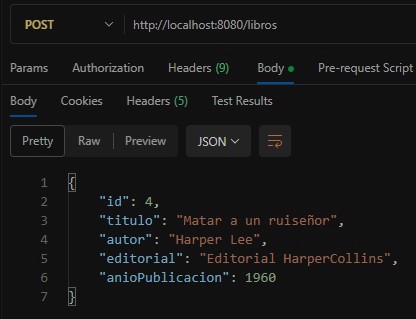 POST http://localhost:8080/libros
Params Authorization Headers (9) Body Pre-request Script
Body Cookies Headers (5) Test Results
Pretty Raw Preview JSON
1 {
2 "id": 4,
3 "titulo": "Matar a un ruiseñor",
4 "autor": "Harper Lee",
5 "editorial": "Editorial HarperCollins",
6 "anioPublicacion": 1960
7 }